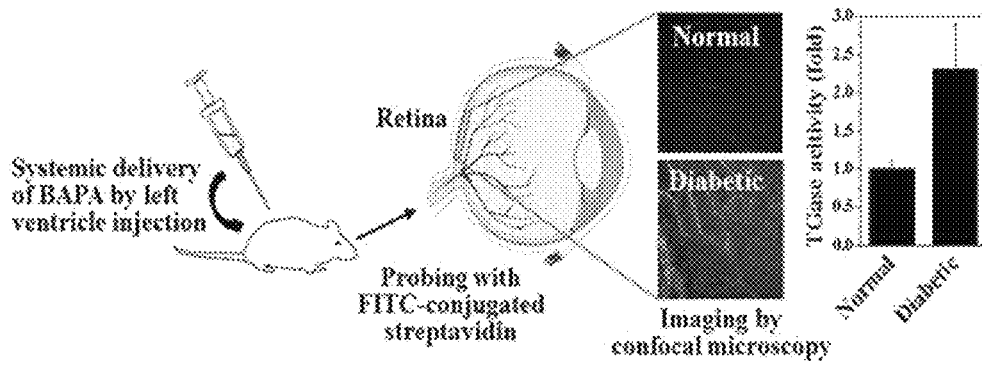 Systemic delivery
of BAPA by left
ventricle injection
Retina
Probing with
FITC-conjugated
streptavidin
Normal
Diabetic
Imaging by
confocal microscopy
TGase acitivity (fold)
3.0
2.5
2.0
1.5
1.0
0.5
0.0
Normal
Diabetic